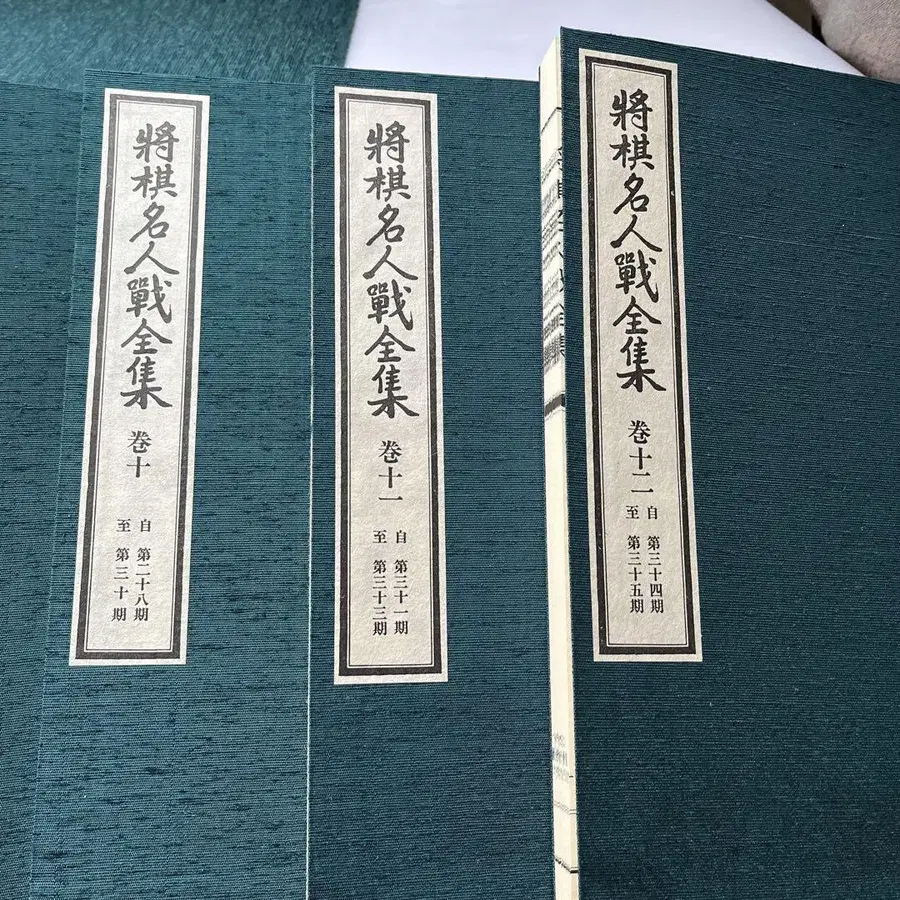 將棋名人戰全集
卷十
自 第二十八期
至 第三十期
將棋名人戰全集
卷十一
自 第三十一期
至 第三十三期
將棋名人戰全集
卷十二
自 第三十四期
至 第三十五期